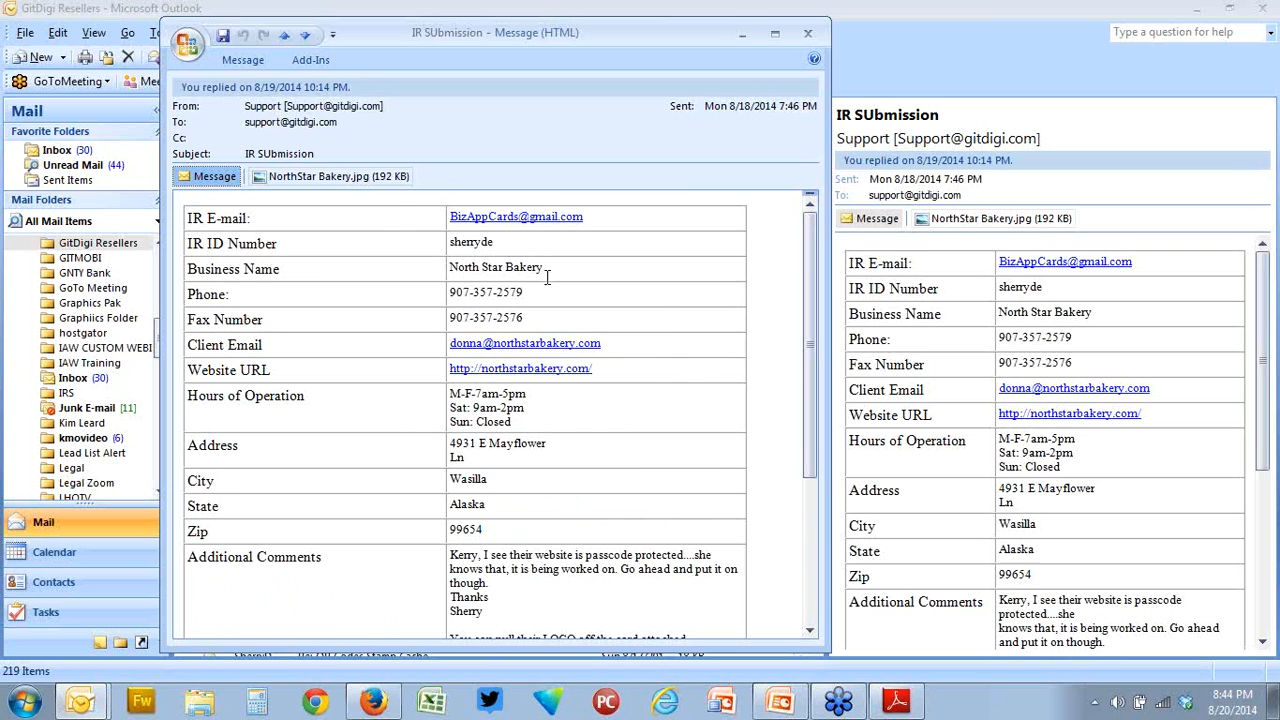 GitDigi Resellers - Microsoft Outlook
File Edit View Go
Type a question for help
New
GoToMeeting
Mail
Favorite Folders
Inbox (30)
Unread Mail (44)
Sent Items
Mail Folders
All Mail Items
GitDigi Resellers
GITMOBI
GNTY Bank
GoTo Meeting
Graphics Pak
Graphiics Folder
hostgator
IAW CUSTOM WEBI
IAW Training
Inbox (30)
IRS
Junk E-mail [11]
Kim Leard
kmovideo (6)
Lead List Alert
Legal
Legal Zoom
Mail
Calendar
Contacts
Tasks
219 Items
IR SUbmission - Message (HTML)
Message Add-Ins
You replied on 8/19/2014 10:14 PM.
From: Support [Support@gitdigi.com] Sent: Mon 8/18/2014 7:46 PM
To: support@gitdigi.com
Cc:
Subject: IR SUbmission
Message NorthStar Bakery.jpg (192 KB)
IR E-mail: BizAppCards@gmail.com
IR ID Number sherryde
Business Name North Star Bakery
Phone: 907-357-2579
Fax Number 907-357-2576
Client Email donna@northstarbakery.com
Website URL http://northstarbakery.com/
Hours of Operation M-F-7am-5pm
Sat: 9am-2pm
Sun: Closed
Address 4931 E Mayflower
Ln
City Wasilla
State Alaska
Zip 99654
Additional Comments Kerry, I see their website is passcode protected....she
knows that, it is being worked on. Go ahead and put it on
though.
Thanks
Sherry
You can pull their LOGO off the card attached
IR SUbmission
Support [Support@gitdigi.com]
You replied on 8/19/2014 10:14 PM.
Sent: Mon 8/18/2014 7:46 PM
To: support@gitdigi.com
Message NorthStar Bakery.jpg (192 KB)
IR E-mail: BizAppCards@gmail.com
IR ID Number sherryde
Business Name North Star Bakery
Phone: 907-357-2579
Fax Number 907-357-2576
Client Email donna@northstarbakery.com
Website URL http://northstarbakery.com/
Hours of Operation M-F-7am-5pm
Sat: 9am-2pm
Sun: Closed
Address 4931 E Mayflower
Ln
City Wasilla
State Alaska
Zip 99654
Additional Comments Kerry, I see their website is passcode
protected....she
knows that, it is being worked on. Go ahead
and put it on though.
Fw
PC
8:44 PM
8/20/2014